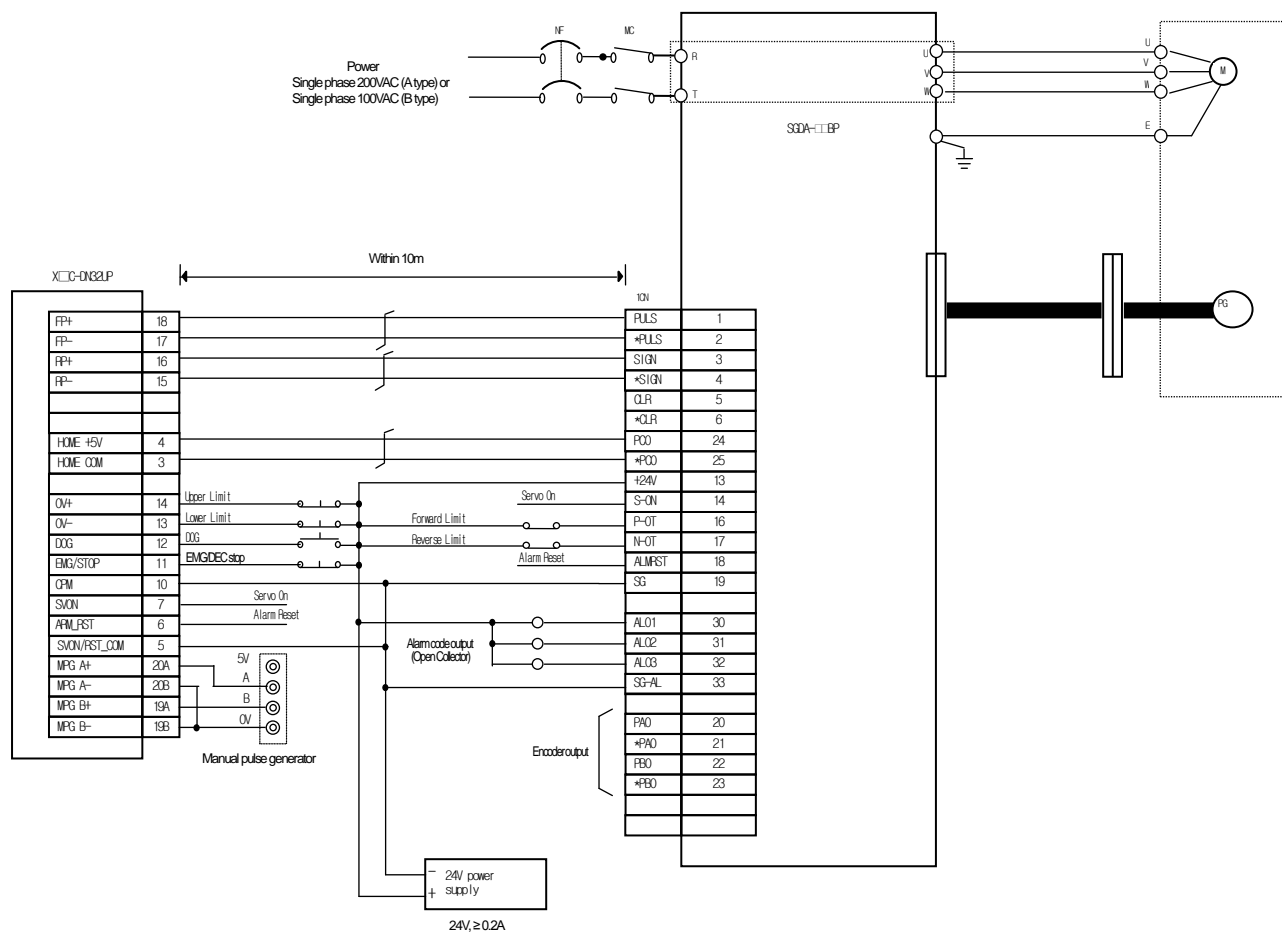 NF MC
Power
Single phase 200VAC (A type) or
Single phase 100VAC (B type)
R
T
U
V
W
U
V
W
E
M
SGDA-□□BP
Within 10m
X□C-DN32UP
1CN
PG
FP+ 18
FP- 17
RP+ 16
RP- 15
HOME +5V 4
HOME COM 3
OV+ 14
OV- 13
DOG 12
EMG/STOP 11
CPM 10
SVON 7
ARM_RST 6
SVON/RST_COM 5
MPG A+ 20A
MPG A- 20B
MPG B+ 19A
MPG B- 19B
Upper Limit
Lower Limit
DOG
EMG/DEC stop
Servo On
Alarm Reset
5V
A
B
0V
Manual pulse generator
Servo On
Forward Limit
Reverse Limit
Alarm Reset
Alarm code output
(Open Collector)
Encoder output
PULS 1
*PULS 2
SIGN 3
*SIGN 4
CLR 5
*CLR 6
PCO 24
*PCO 25
+24V 13
S-ON 14
P-OT 16
N-OT 17
ALMRST 18
SG 19
ALO1 30
ALO2 31
ALO3 32
SG-AL 33
PAO 20
*PAO 21
PBO 22
*PBO 23
- 24V power
+ supply
24V, ≥ 0.2A